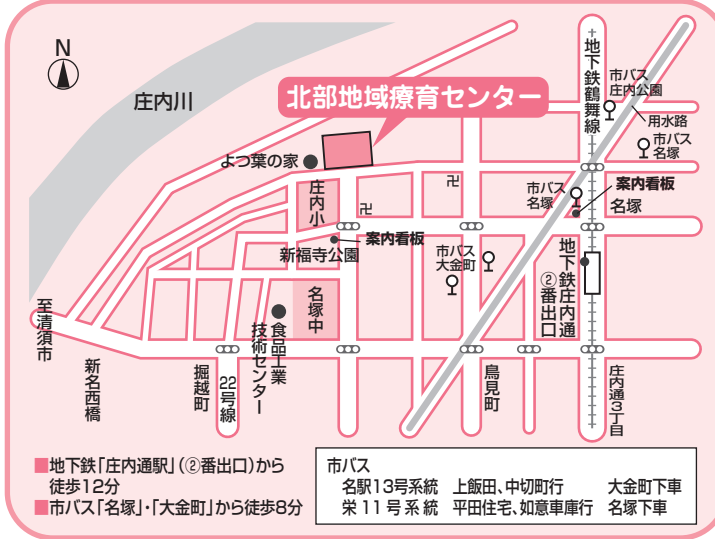 N
庄内川
北部地域療育センター
地下鉄鶴舞線
市バス
庄内公園
用水路
市バス
名塚
よつ葉の家
庄内小
卍
卍
市バス
名塚
案内看板
名塚
案内看板
新福寺公園
市バス
大金町
地下鉄庄内通
②番出口
名塚中
食品工業
技術センター
至清須市
新名西橋
堀越町
22号線
鳥見町
庄内通3丁目
■地下鉄「庄内通駅」(②番出口)から
徒歩12分
■市バス「名塚」・「大金町」から徒歩8分
市バス
名駅13号系統 上飯田、中切町行 大金町下車
栄11号系統 平田住宅、如意車庫行 名塚下車